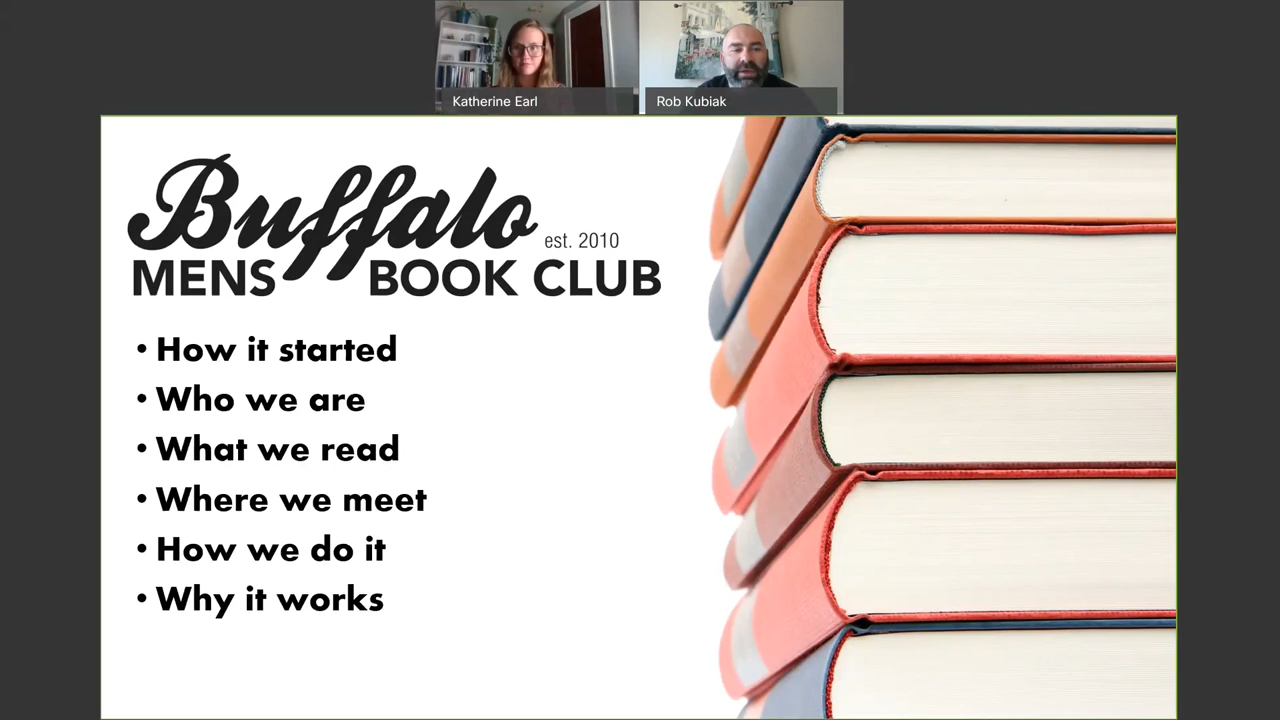 Katherine Earl
Rob Kubiak
Buffalo
est. 2010
MENS BOOK CLUB
• How it started
• Who we are
• What we read
• Where we meet
• How we do it
• Why it works